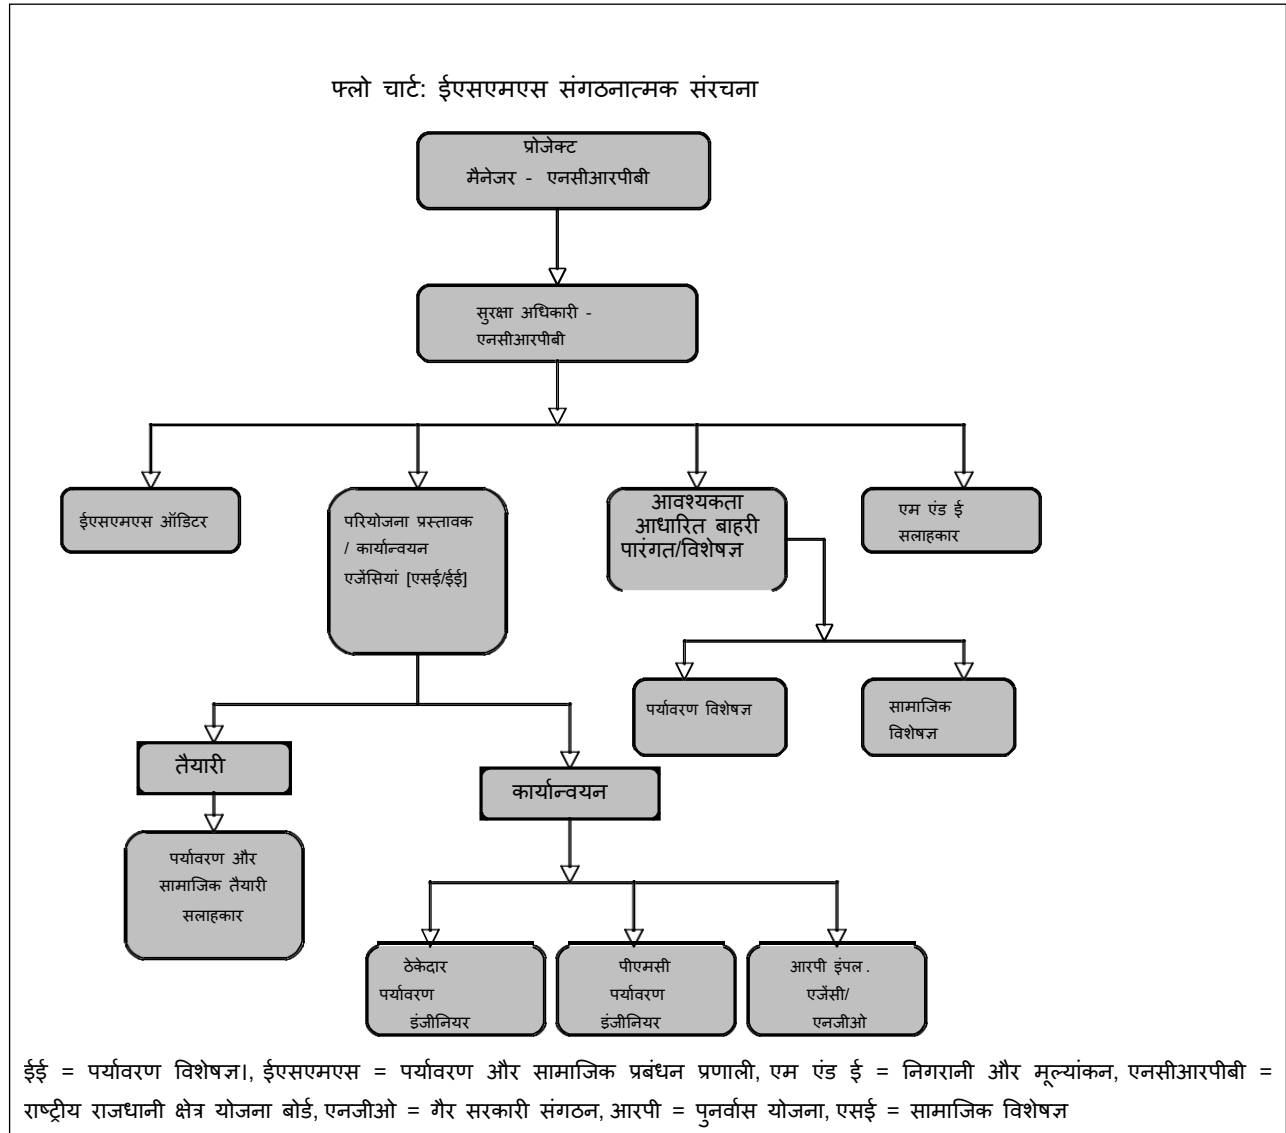 फ्लो चार्ट: ईएसएमएस संगठनात्मक संरचना
प्रोजेक्ट
मैनेजर - एनसीआरपीबी
सुरक्षा अधिकारी -
एनसीआरपीबी
ईएसएमएस ऑडिटर
परियोजना प्रस्तावक
/ कार्यान्वयन
एजेंसियां [एसई/ईई]
आवश्यकता
आधारित बाहरी
पारंगत/विशेषज्ञ
एम एंड ई
सलाहकार
पर्यावरण विशेषज्ञ
सामाजिक
विशेषज्ञ
तैयारी
कार्यान्वयन
पर्यावरण और
सामाजिक तैयारी
सलाहकार
ठेकेदार
पर्यावरण
इंजीनियर
पीएमसी
पर्यावरण
इंजीनियर
आरपी इंपल .
एजेंसी/
एनजीओ
ईई = पर्यावरण विशेषज्ञ।, ईएसएमएस = पर्यावरण और सामाजिक प्रबंधन प्रणाली, एम एंड ई = निगरानी और मूल्यांकन, एनसीआरपीबी =
राष्ट्रीय राजधानी क्षेत्र योजना बोर्ड, एनजीओ = गैर सरकारी संगठन, आरपी = पुनर्वास योजना, एसई = सामाजिक विशेषज्ञ